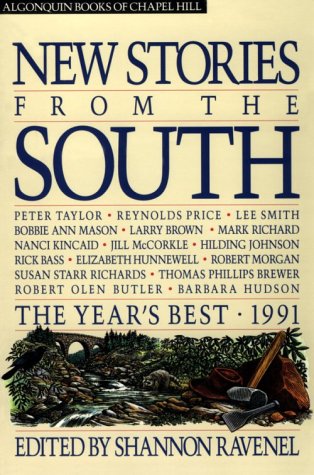 ALGONQUIN BOOKS OF CHAPEL HILL
NEW STORIES
FROM THE
SOUTH
PETER TAYLOR • REYNOLDS PRICE • LEE SMITH
BOBBIE ANN MASON • LARRY BROWN • MARK RICHARD
NANCI KINCAID • JILL McCORKLE • HILDING JOHNSON
RICK BASS • ELIZABETH HUNNEWELL • ROBERT MORGAN
SUSAN STARR RICHARDS • THOMAS PHILLIPS BREWER
ROBERT OLEN BUTLER • BARBARA HUDSON
THE YEAR'S BEST • 1991
EDITED BY SHANNON RAVENEL